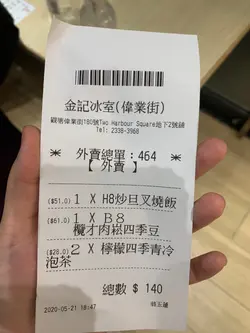 金記冰室(偉業街)
觀塘偉業街180號Two Harbour Square地下2號舖
Tel: 2338-3968
外賣總單:464
【 外賣 】
($61.0) 1 X H8炒旦叉燒飯
($51.0) 1 X B8
欖才肉崧四季豆
($28.0) 2 X 檸檬四季青冷
泡茶
總數 $ 140
2020-05-21 18:47